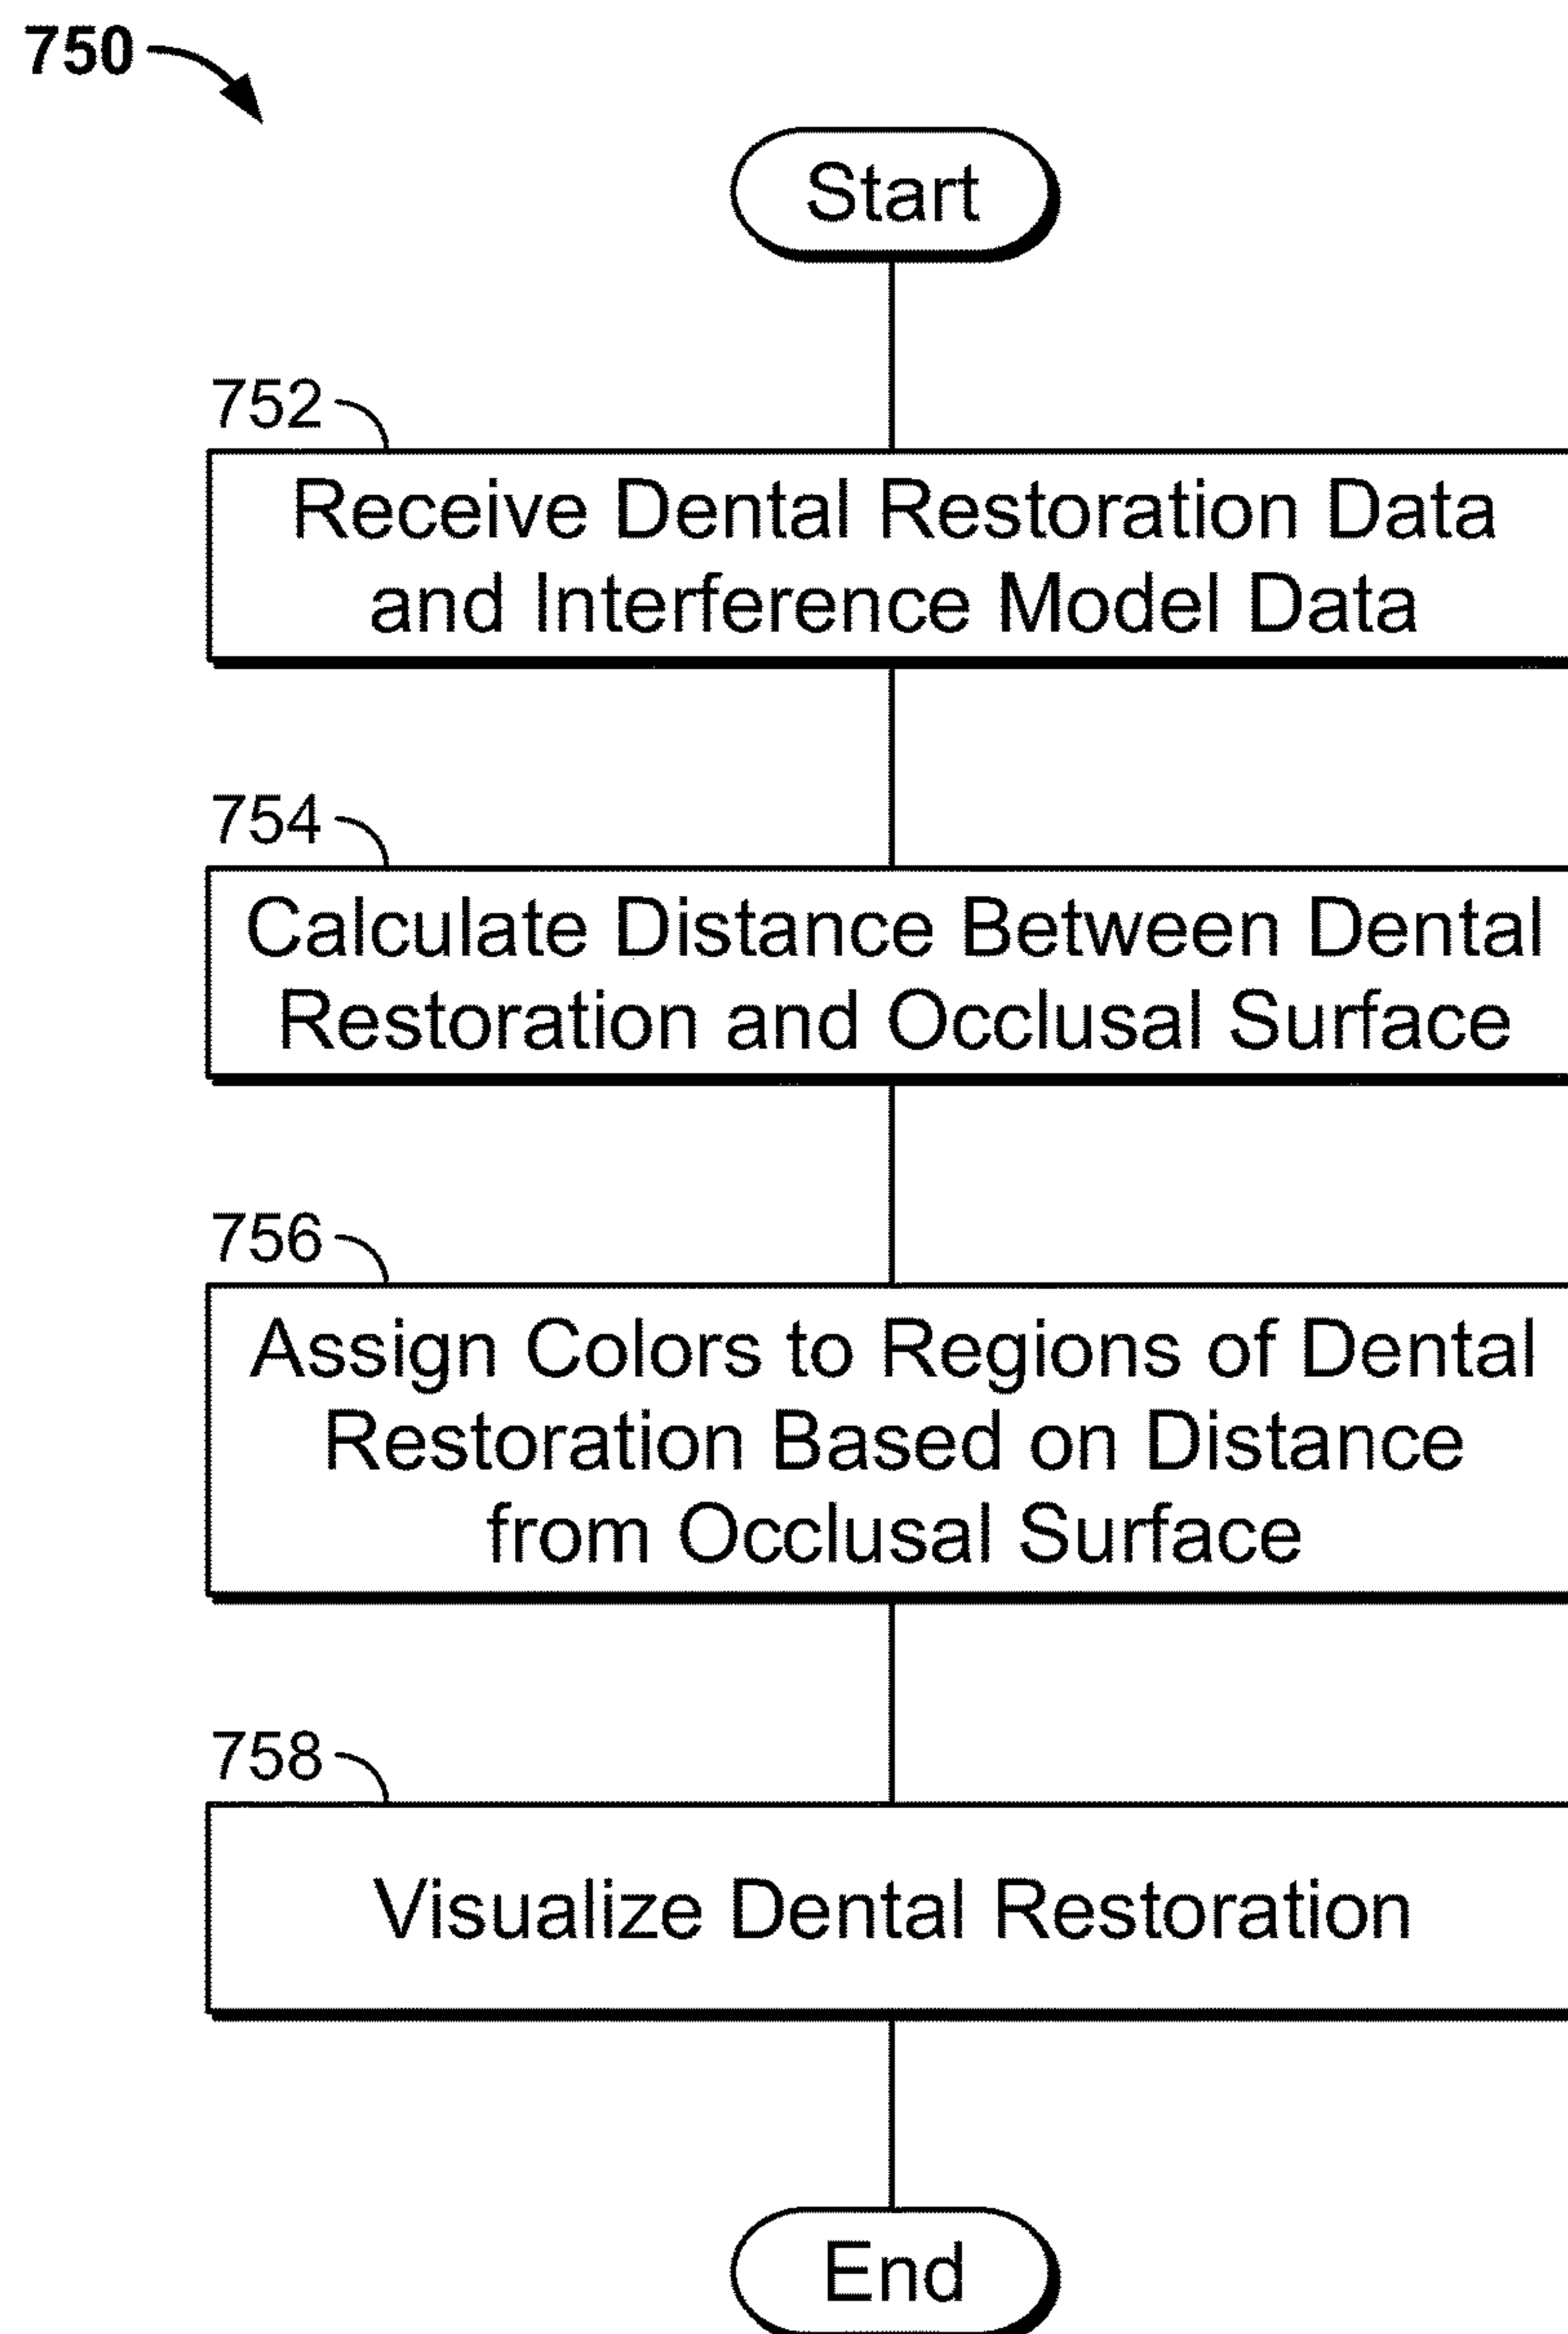 750
Start
752
Receive Dental Restoration Data
and Interference Model Data
754
Calculate Distance Between Dental
Restoration and Occlusal Surface
756
Assign Colors to Regions of Dental
Restoration Based on Distance
from Occlusal Surface
758
Visualize Dental Restoration
End